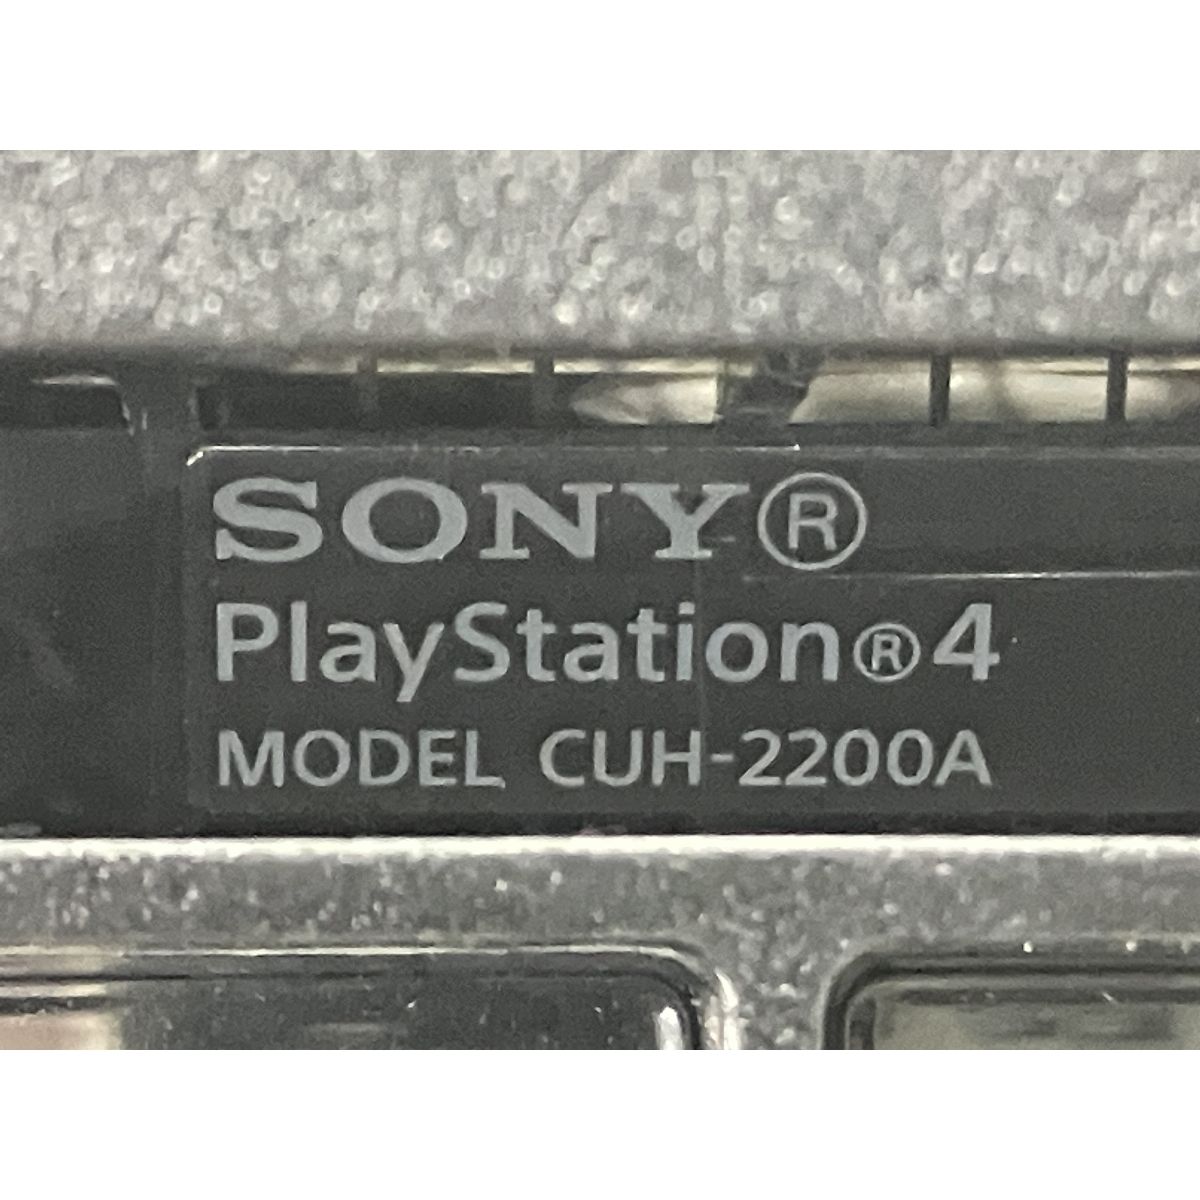 SONY®
PlayStation®4
MODEL CUH-2200A